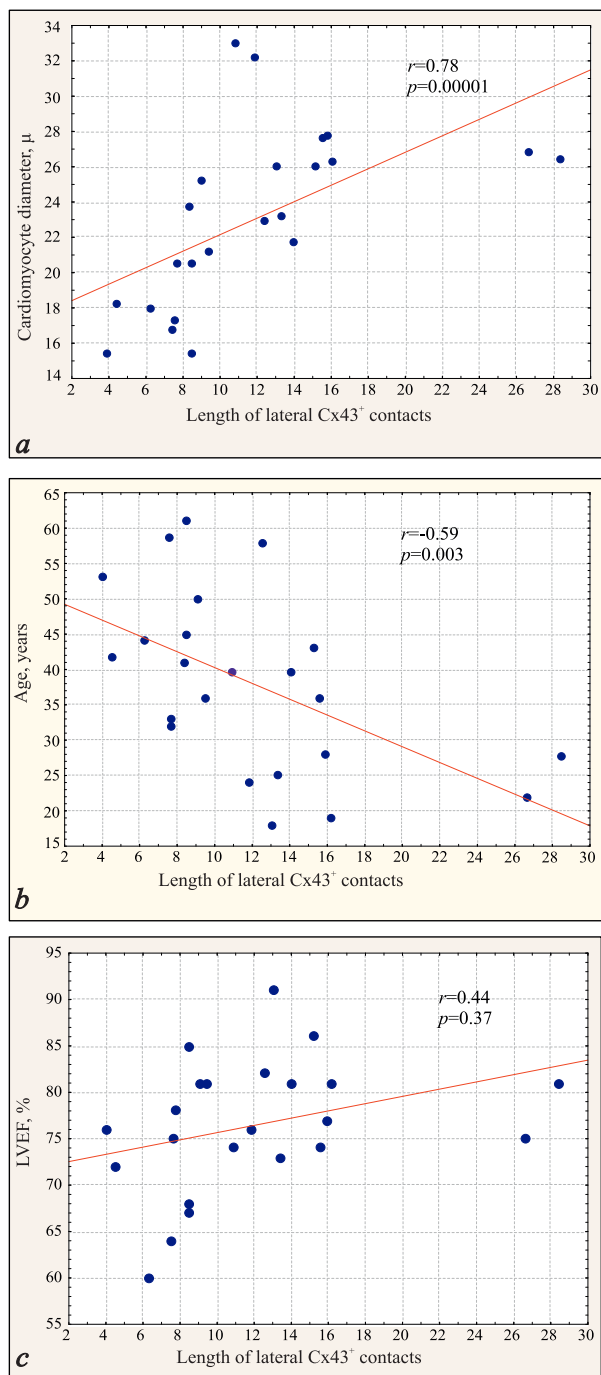 34
32
30
28
26
24
22
20
18
16
14
Cardiomyocyte diameter, μ
r=0.78
p=0.00001
2 4 6 8 10 12 14 16 18 20 22 24 26 28 30
Length of lateral Cx43⁺ contacts
a
65
60
55
50
45
40
35
30
25
20
15
Age, years
r=-0.59
p=0.003
2 4 6 8 10 12 14 16 18 20 22 24 26 28 30
Length of lateral Cx43⁺ contacts
b
95
90
85
80
75
70
65
60
55
50
LVEF, %
r=0.44
p=0.37
2 4 6 8 10 12 14 16 18 20 22 24 26 28 30
Length of lateral Cx43⁺ contacts
c